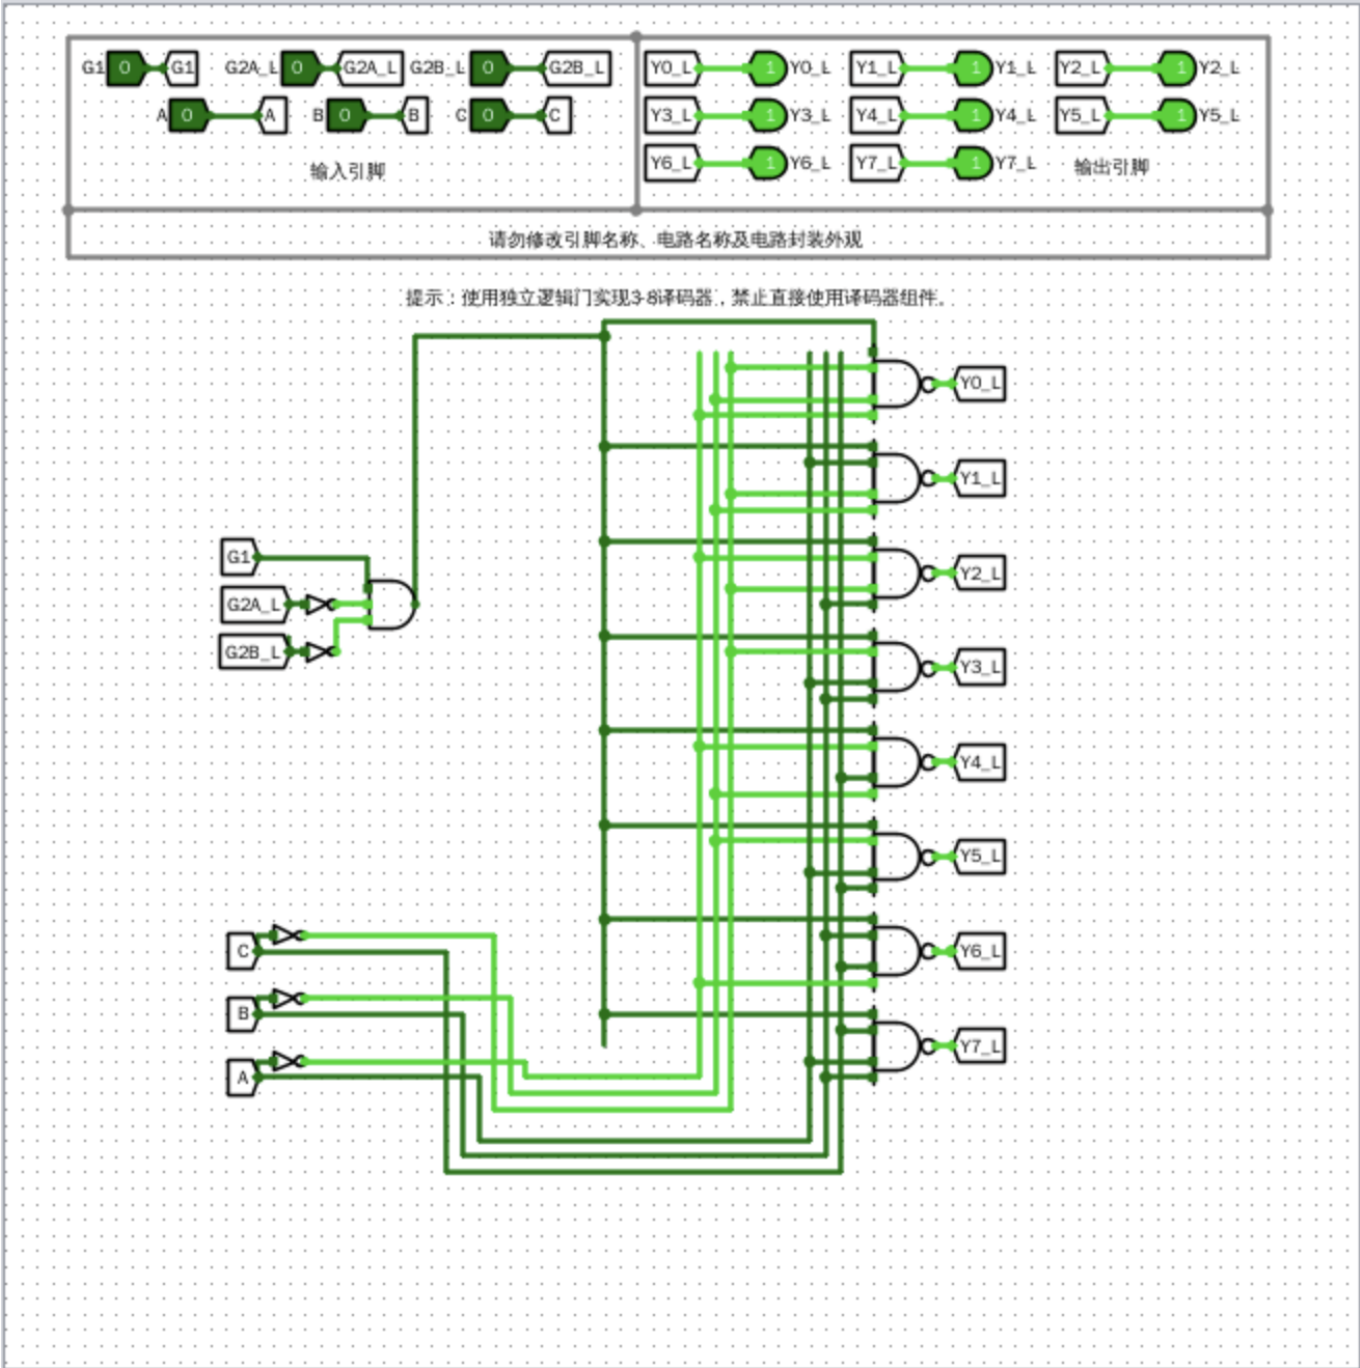 G1 0 G1 G2A_L 0 G2A_L G2B_L 0 G2B_L
A 0 A B 0 B C 0 C
输入引脚
Y0_L 1 Y0_L Y1_L 1 Y1_L Y2_L 1 Y2_L
Y3_L 1 Y3_L Y4_L 1 Y4_L Y5_L 1 Y5_L
Y6_L 1 Y6_L Y7_L 1 Y7_L 输出引脚
请勿修改引脚名称、电路名称及电路封装外观
提示：使用独立逻辑门实现3-8译码器，禁止直接使用译码器组件。
Y0_L
Y1_L
G1
Y2_L
G2A_L
G2B_L
Y3_L
Y4_L
Y5_L
C
Y6_L
B
Y7_L
A